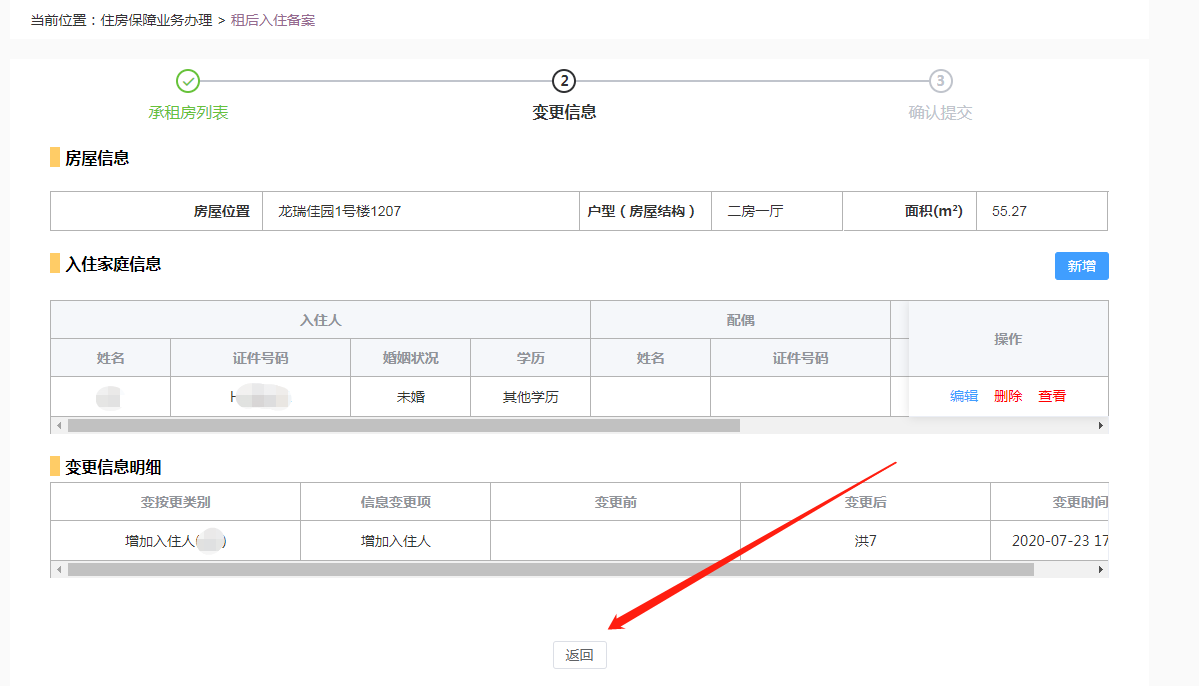 当前位置：住房保障业务办理 > 租后入住备案
2 3
承租房列表 变更信息 确认提交
房屋信息
房屋位置 龙瑞佳园1号楼1207 户型（房屋结构） 二房一厅 面积(m²) 55.27
入住家庭信息 新增
入住人 配偶 操作
姓名 证件号码 婚姻状况 学历 姓名 证件号码
H 未婚 其他学历 编辑 删除 查看
变更信息明细
变按更类别 信息变更项 变更前 变更后 变更时间
增加入住人( ) 增加入住人 洪7 2020-07-23 17
返回